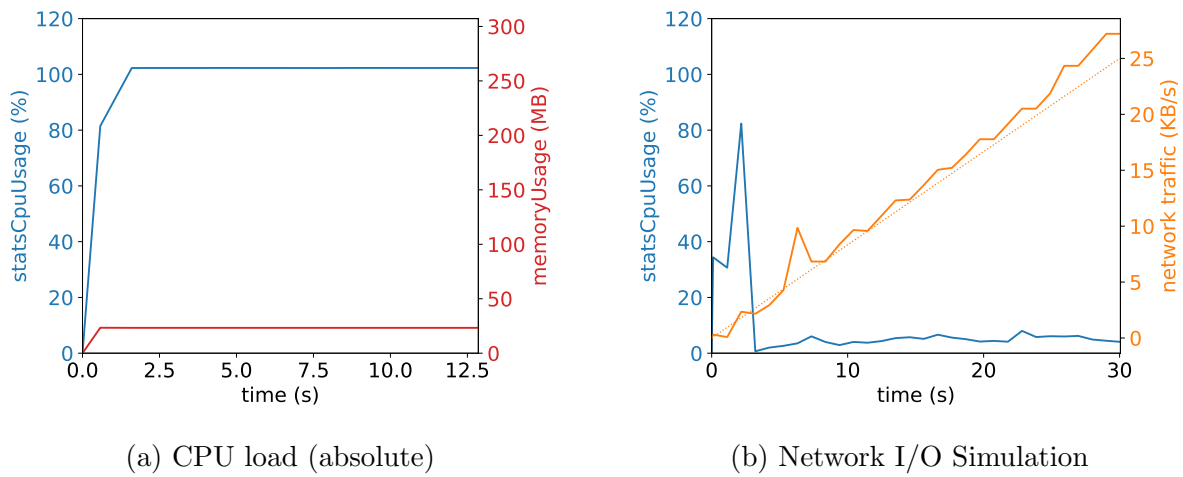 120
100
80
60
40
20
0
statsCpuUsage (%)
300
250
200
150
100
50
0
memoryUsage (MB)
0.0 2.5 5.0 7.5 10.0 12.5
time (s)
(a) CPU load (absolute)
120
100
80
60
40
20
0
statsCpuUsage (%)
25
20
15
10
5
0
network traffic (KB/s)
0 10 20 30
time (s)
(b) Network I/O Simulation